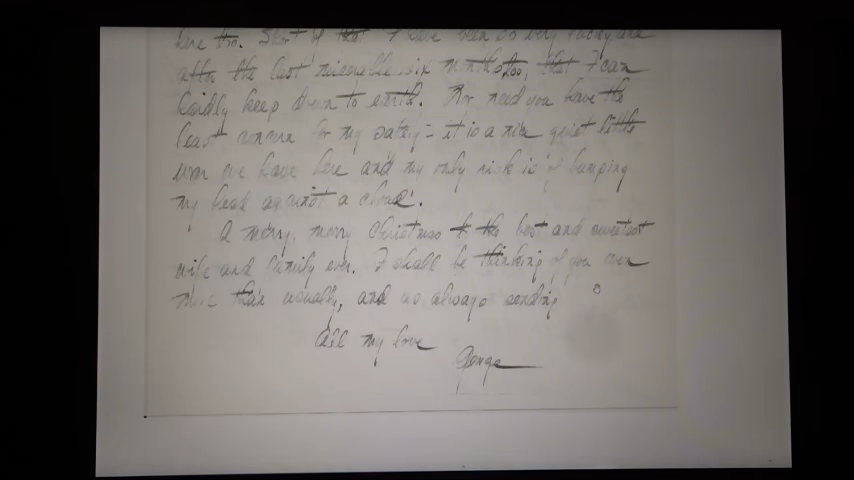 here too. Short of that I have been so very lucky are
after the last miserable six months too, that I can
hardly keep down to earth. Nor need you have the
least concern for my safety - it is a nice quiet little
war we have here and my only risk is of bumping
my head against a cloud.
A merry, merry Christmas to the best and sweetest
wife and family ever. I shall be thinking of you even
more than usually, and as always sending
All my love
George